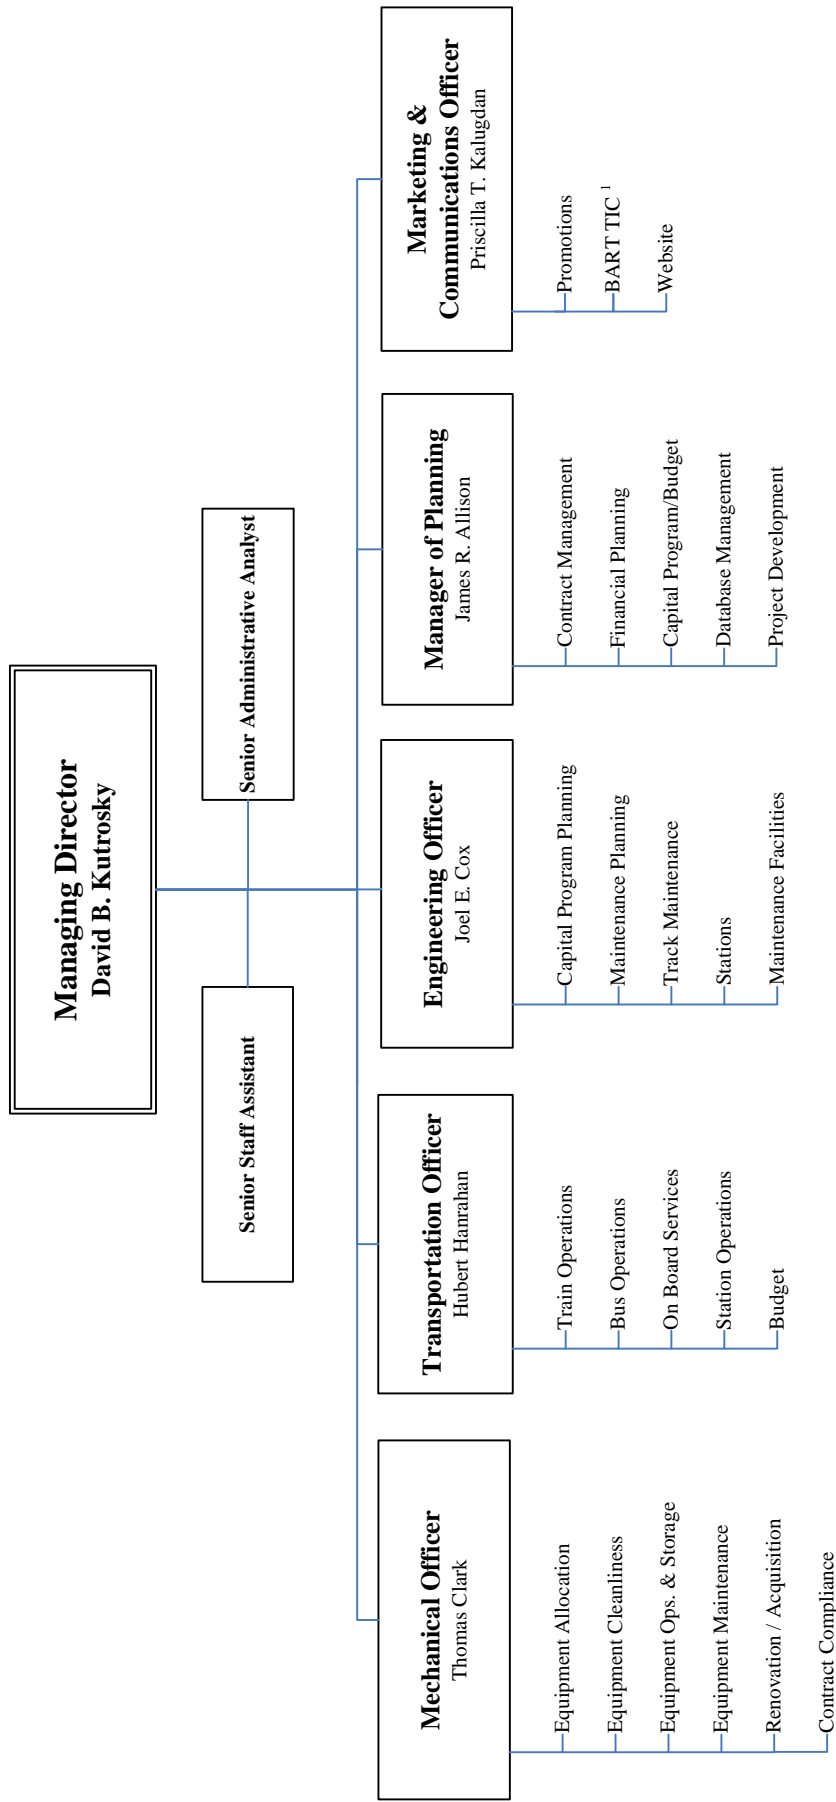 Managing Director
David B. Kutrosky
Senior Staff Assistant
Senior Administrative Analyst
Mechanical Officer
Thomas Clark
Equipment Allocation
Equipment Cleanliness
Equipment Ops. & Storage
Equipment Maintenance
Renovation / Acquisition
Contract Compliance
Transportation Officer
Hubert Hanrahan
Train Operations
Bus Operations
On Board Services
Station Operations
Budget
Engineering Officer
Joel E. Cox
Capital Program Planning
Maintenance Planning
Track Maintenance
Stations
Maintenance Facilities
Manager of Planning
James R. Allison
Contract Management
Financial Planning
Capital Program/Budget
Database Management
Project Development
Marketing &
Communications Officer
Priscilla T. Kalugdan
Promotions
BART TIC ¹
Website